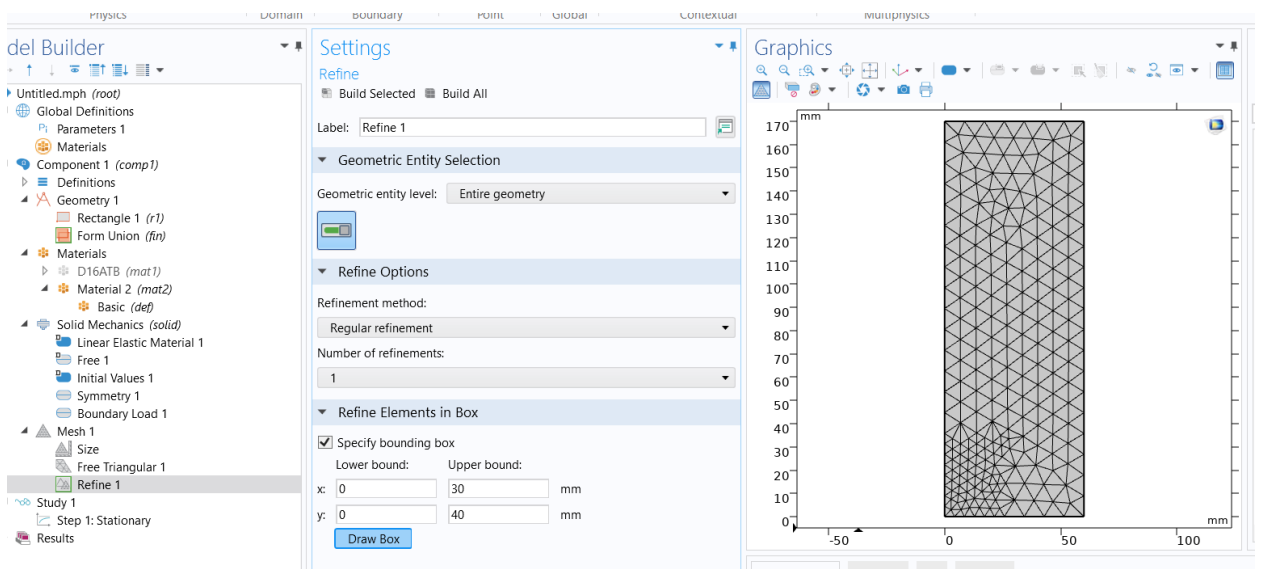 Physics Domain Boundary Point Global Contextual Multiphysics
del Builder
Untitled.mph (root)
Global Definitions
Pi Parameters 1
Materials
Component 1 (comp1)
Definitions
Geometry 1
Rectangle 1 (r1)
Form Union (fin)
Materials
D16ATB (mat1)
Material 2 (mat2)
Basic (def)
Solid Mechanics (solid)
Linear Elastic Material 1
Free 1
Initial Values 1
Symmetry 1
Boundary Load 1
Mesh 1
Size
Free Triangular 1
Refine 1
Study 1
Step 1: Stationary
Results
Settings
Refine
Build Selected Build All
Label: Refine 1
Geometric Entity Selection
Geometric entity level: Entire geometry
Refine Options
Refinement method:
Regular refinement
Number of refinements:
1
Refine Elements in Box
Specify bounding box
Lower bound: Upper bound:
x: 0 30 mm
y: 0 40 mm
Draw Box
Graphics
mm
170
160
150
140
130
120
110
100
90
80
70
60
50
40
30
20
10
0
mm
-50 0 50 100